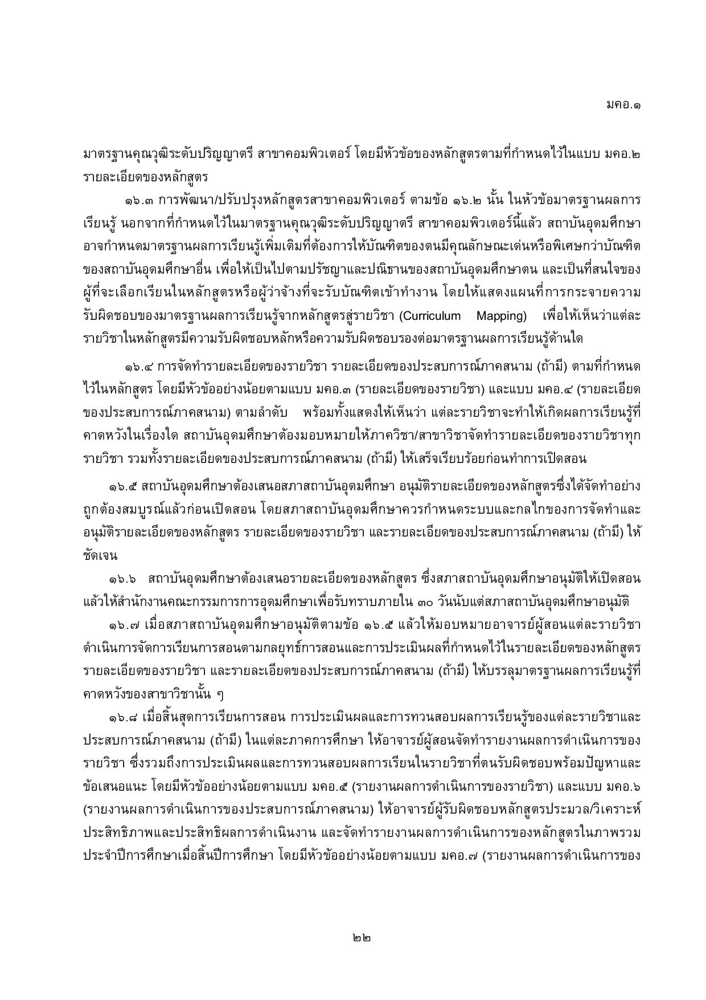 มคอ.๑
มาตรฐานคุณวุฒิระดับปริญญาตรี สาขาคอมพิวเตอร์ โดยมีหัวข้อของหลักสูตรตามที่กำหนดไว้ในแบบ มคอ.๒
รายละเอียดของหลักสูตร
๑๖.๓ การพัฒนา/ปรับปรุงหลักสูตรสาขาคอมพิวเตอร์ ตามข้อ ๑๖.๒ นั้น ในหัวข้อมาตรฐานผลการ
เรียนรู้ นอกจากที่กำหนดไว้ในมาตรฐานคุณวุฒิระดับปริญญาตรี สาขาคอมพิวเตอร์นี้แล้ว สถาบันอุดมศึกษา
อาจกำหนดมาตรฐานผลการเรียนรู้เพิ่มเติมที่ต้องการให้บัณฑิตของตนมีคุณลักษณะเด่นหรือพิเศษกว่าบัณฑิต
ของสถาบันอุดมศึกษาอื่น เพื่อให้เป็นไปตามปรัชญาและปณิธานของสถาบันอุดมศึกษาตน และเป็นที่สนใจของ
ผู้ที่จะเลือกเรียนในหลักสูตรหรือผู้ว่าจ้างที่จะรับบัณฑิตเข้าทำงาน โดยให้แสดงแผนที่การกระจายความ
รับผิดชอบของมาตรฐานผลการเรียนรู้จากหลักสูตรสู่รายวิชา (Curriculum Mapping) เพื่อให้เห็นว่าแต่ละ
รายวิชาในหลักสูตรมีความรับผิดชอบหลักหรือความรับผิดชอบรองต่อมาตรฐานผลการเรียนรู้ด้านใด
๑๖.๔ การจัดทำรายละเอียดของรายวิชา รายละเอียดของประสบการณ์ภาคสนาม (ถ้ามี) ตามที่กำหนด
ไว้ในหลักสูตร โดยมีหัวข้ออย่างน้อยตามแบบ มคอ.๓ (รายละเอียดของรายวิชา) และแบบ มคอ.๔ (รายละเอียด
ของประสบการณ์ภาคสนาม) ตามลำดับ พร้อมทั้งแสดงให้เห็นว่า แต่ละรายวิชาจะทำให้เกิดผลการเรียนรู้ที่
คาดหวังในเรื่องใด สถาบันอุดมศึกษาต้องมอบหมายให้ภาควิชา/สาขาวิชาจัดทำรายละเอียดของรายวิชาทุก
รายวิชา รวมทั้งรายละเอียดของประสบการณ์ภาคสนาม (ถ้ามี) ให้เสร็จเรียบร้อยก่อนทำการเปิดสอน
๑๖.๕ สถาบันอุดมศึกษาต้องเสนอสภาสถาบันอุดมศึกษา อนุมัติรายละเอียดของหลักสูตรซึ่งได้จัดทำอย่าง
ถูกต้องสมบูรณ์แล้วก่อนเปิดสอน โดยสภาสถาบันอุดมศึกษาควรกำหนดระบบและกลไกของการจัดทำและ
อนุมัติรายละเอียดของหลักสูตร รายละเอียดของรายวิชา และรายละเอียดของประสบการณ์ภาคสนาม (ถ้ามี) ให้
ชัดเจน
๑๖.๖ สถาบันอุดมศึกษาต้องเสนอรายละเอียดของหลักสูตร ซึ่งสภาสถาบันอุดมศึกษาอนุมัติให้เปิดสอน
แล้วให้สำนักงานคณะกรรมการการอุดมศึกษาเพื่อรับทราบภายใน ๓๐ วันนับแต่สภาสถาบันอุดมศึกษาอนุมัติ
๑๖.๗ เมื่อสภาสถาบันอุดมศึกษาอนุมัติตามข้อ ๑๖.๕ แล้วให้มอบหมายอาจารย์ผู้สอนแต่ละรายวิชา
ดำเนินการจัดการเรียนการสอนตามกลยุทธ์การสอนและการประเมินผลที่กำหนดไว้ในรายละเอียดของหลักสูตร
รายละเอียดของรายวิชา และรายละเอียดของประสบการณ์ภาคสนาม (ถ้ามี) ให้บรรลุมาตรฐานผลการเรียนรู้ที่
คาดหวังของสาขาวิชานั้น ๆ
๑๖.๘ เมื่อสิ้นสุดการเรียนการสอน การประเมินผลและการทวนสอบผลการเรียนรู้ของแต่ละรายวิชาและ
ประสบการณ์ภาคสนาม (ถ้ามี) ในแต่ละภาคการศึกษา ให้อาจารย์ผู้สอนจัดทำรายงานผลการดำเนินการของ
รายวิชา ซึ่งรวมถึงการประเมินผลและการทวนสอบผลการเรียนในรายวิชาที่ตนรับผิดชอบพร้อมปัญหาและ
ข้อเสนอแนะ โดยมีหัวข้ออย่างน้อยตามแบบ มคอ.๕ (รายงานผลการดำเนินการของรายวิชา) และแบบ มคอ.๖
(รายงานผลการดำเนินการของประสบการณ์ภาคสนาม) ให้อาจารย์ผู้รับผิดชอบหลักสูตรประมวล/วิเคราะห์
ประสิทธิภาพและประสิทธิผลการดำเนินงาน และจัดทำรายงานผลการดำเนินการของหลักสูตรในภาพรวม
ประจำปีการศึกษาเมื่อสิ้นปีการศึกษา โดยมีหัวข้ออย่างน้อยตามแบบ มคอ.๗ (รายงานผลการดำเนินการของ
๒๒